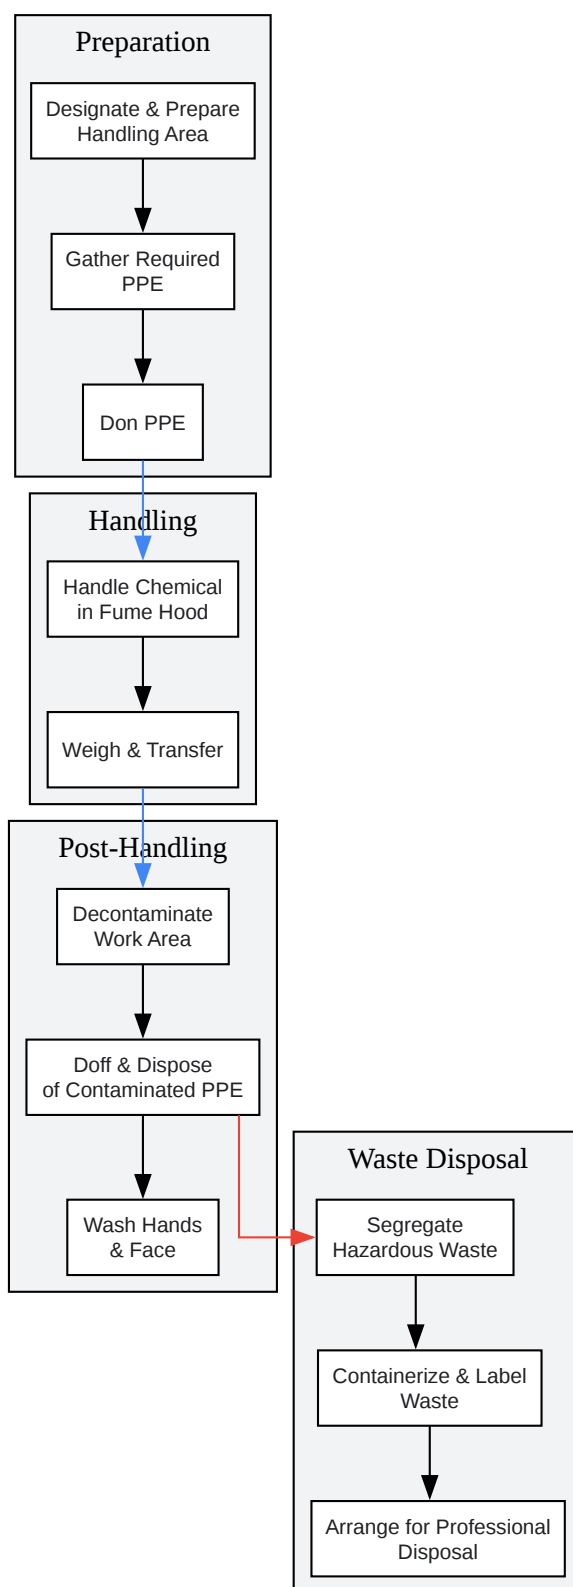 Preparation
Designate & Prepare
Handling Area
Gather Required
PPE
Don PPE
Handling
Handle Chemical
in Fume Hood
Weigh & Transfer
Post-Handling
Decontaminate
Work Area
Doff & Dispose
of Contaminated PPE
Wash Hands
& Face
Waste Disposal
Segregate
Hazardous Waste
Containerize & Label
Waste
Arrange for Professional
Disposal